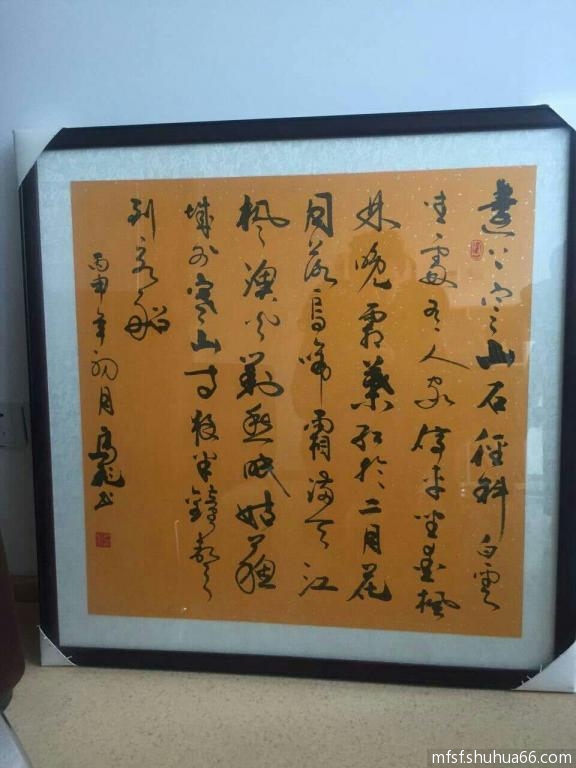 遠上寒山石徑斜白雲
生處有人家停車坐愛楓
林晚霜葉紅於二月花
月落烏啼霜滿天江
楓漁火對愁眠姑蘇
城外寒山寺夜半鐘聲
到客船
丙申年初月高书
mfsfshuhua66.com